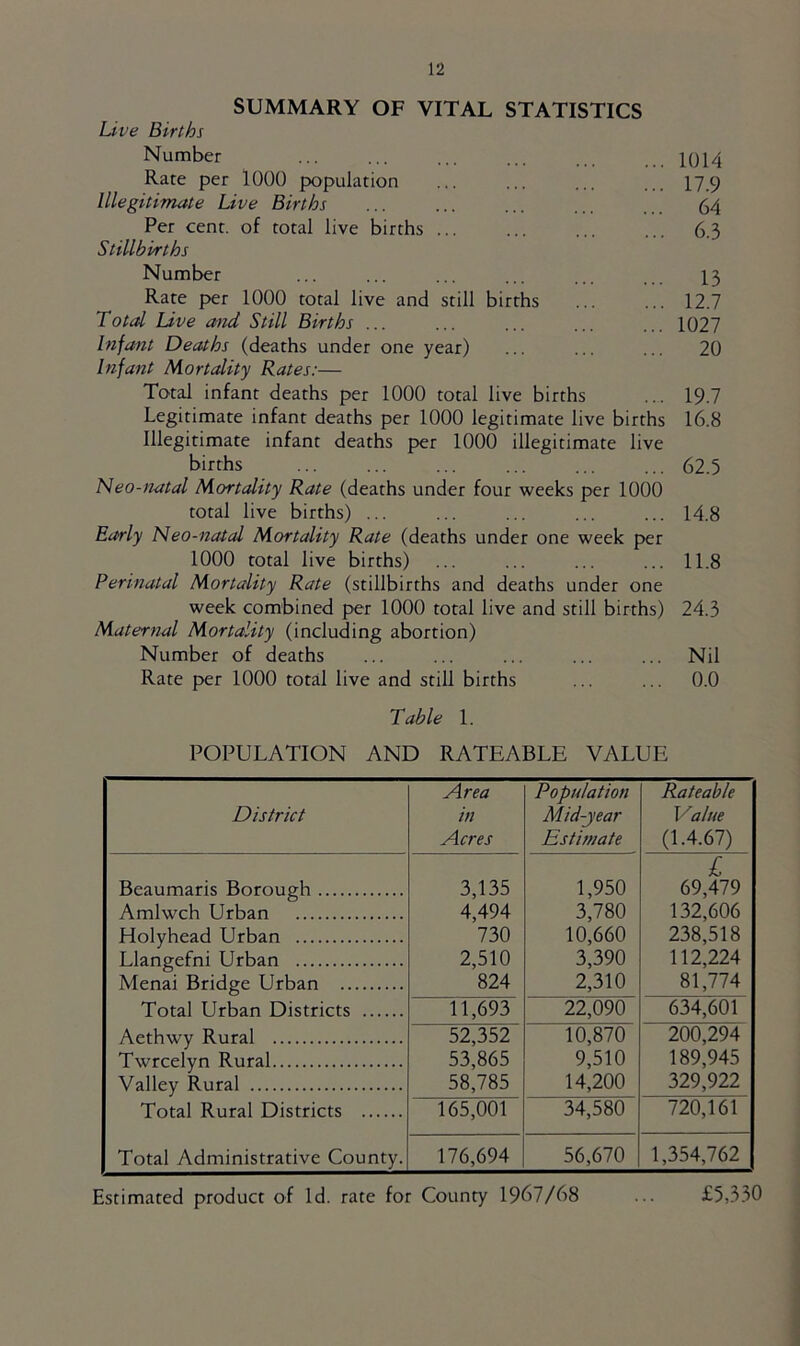 12
SUMMARY OF VITAL STATISTICS
Live Births
Number ... ... ... ... ... ... 1014
Rate per 1000 population ... ... ... ... 17.9
Illegitimate Live Births ... ... ... ... ... 64
Per cent. of total live births ... ... ... ... 6.3
Stillbirths
Number ... ... ... ... ... ... 13
Rate per 1000 total live and still births ... ... 12.7
Total Live and Still Births ... ... ... ... ... 1027
Infant Deaths (deaths under one year) ... ... ... 20
Infant Mortality Rates:—
Total infant deaths per 1000 total live births ... 19.7
Legitimate infant deaths per 1000 legitimate live births 16.8
Illegitimate infant deaths per 1000 illegitimate live
births ... ... ... ... ... ... 62.5
Neo-natal Mortality Rate (deaths under four weeks per 1000
total live births) ... ... ... ... ... 14.8
Early Neo-natal Mortality Rate (deaths under one week per
1000 total live births) ... ... ... ... 11.8
Perinatal Mortality Rate (stillbirths and deaths under one
week combined per 1000 total live and still births) 24.3
Maternal Mortality (including abortion)
Number of deaths ... ... ... ... ... Nil
Rate per 1000 total live and still births ... ... 0.0
Table 1.
POPULATION AND RATEABLE VALUE
Area Population Rateable
District in Mid-year Value
Acres Estimate (1.4.67)
£
Beaumaris Borough ............ 3,135 1,950 69,479
Amlwch Urban ................ 4,494 3,780 132,606
Holyhead Urban ................ 730 10,660 238,518
Llangefni Urban ................ 2,510 3,390 112,224
Menai Bridge Urban .......... 824 2,310 81,774
Total Urban Districts ...... 11,693 22,090 634,601
Aethwy Rural ................... 52,352 10,870 200,294
Twrcelyn Rural................... 53,865 9,510 189,945
Valley Rural ...................... 58,785 14,200 329,922
Total Rural Districts ...... 165,001 34,580 720,161
Total Administrative County. 176,694 56,670 1,354,762
Estimated product of 1d. rate for County 1967/68 ... £5,330